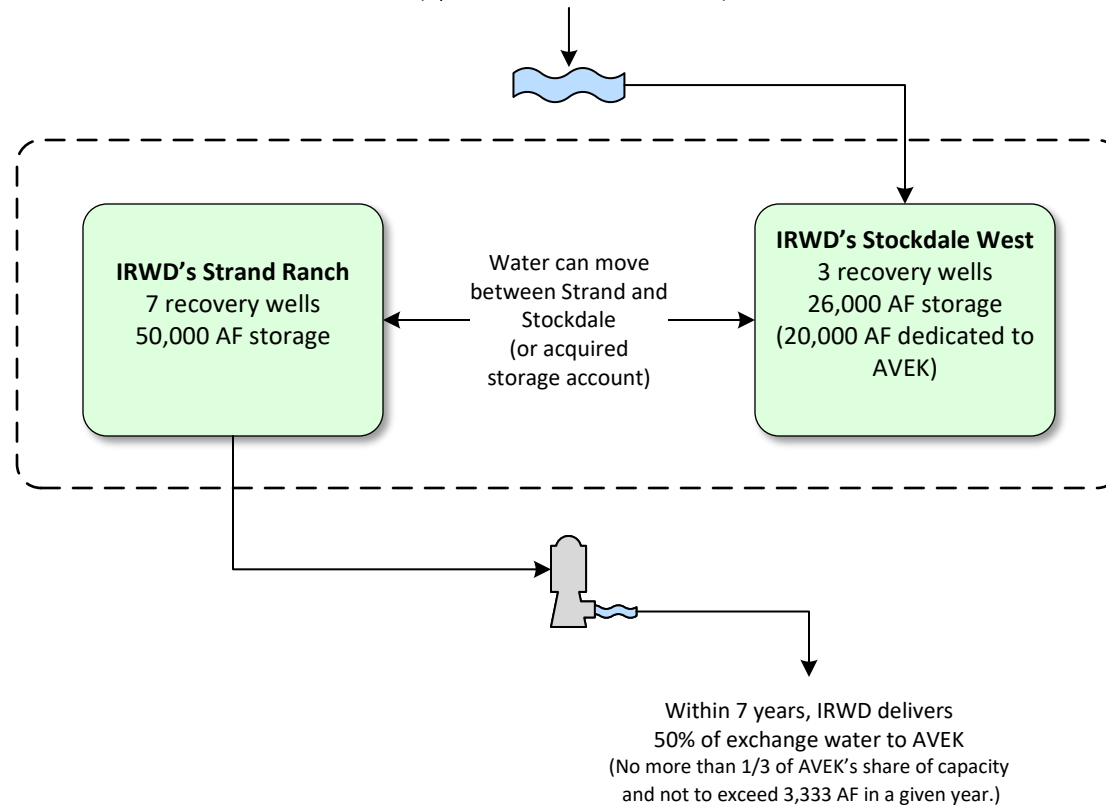 IRWD's Strand Ranch
7 recovery wells
50,000 AF storage
Water can move
between Strand and
Stockdale
(or acquired
storage account)
IRWD's Stockdale West
3 recovery wells
26,000 AF storage
(20,000 AF dedicated to
AVEK)
Within 7 years, IRWD delivers
50% of exchange water to AVEK
(No more than 1/3 of AVEK's share of capacity
and not to exceed 3,333 AF in a given year.)